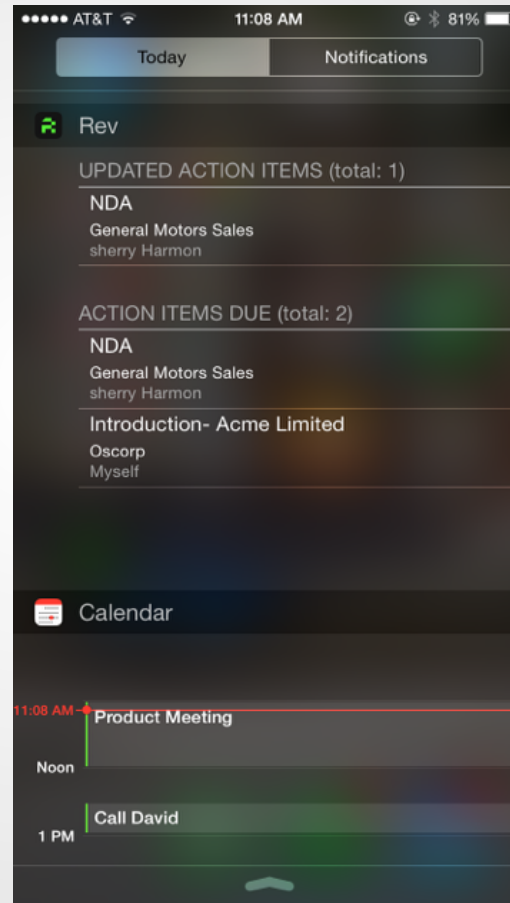 AT&T 11:08 AM 81%
Today Notifications
Rev
UPDATED ACTION ITEMS (total: 1)
NDA
General Motors Sales
sherry Harmon
ACTION ITEMS DUE (total: 2)
NDA
General Motors Sales
sherry Harmon
Introduction- Acme Limited
Oscorp
Myself
Calendar
11:08 AM
Product Meeting
Noon
Call David
1 PM